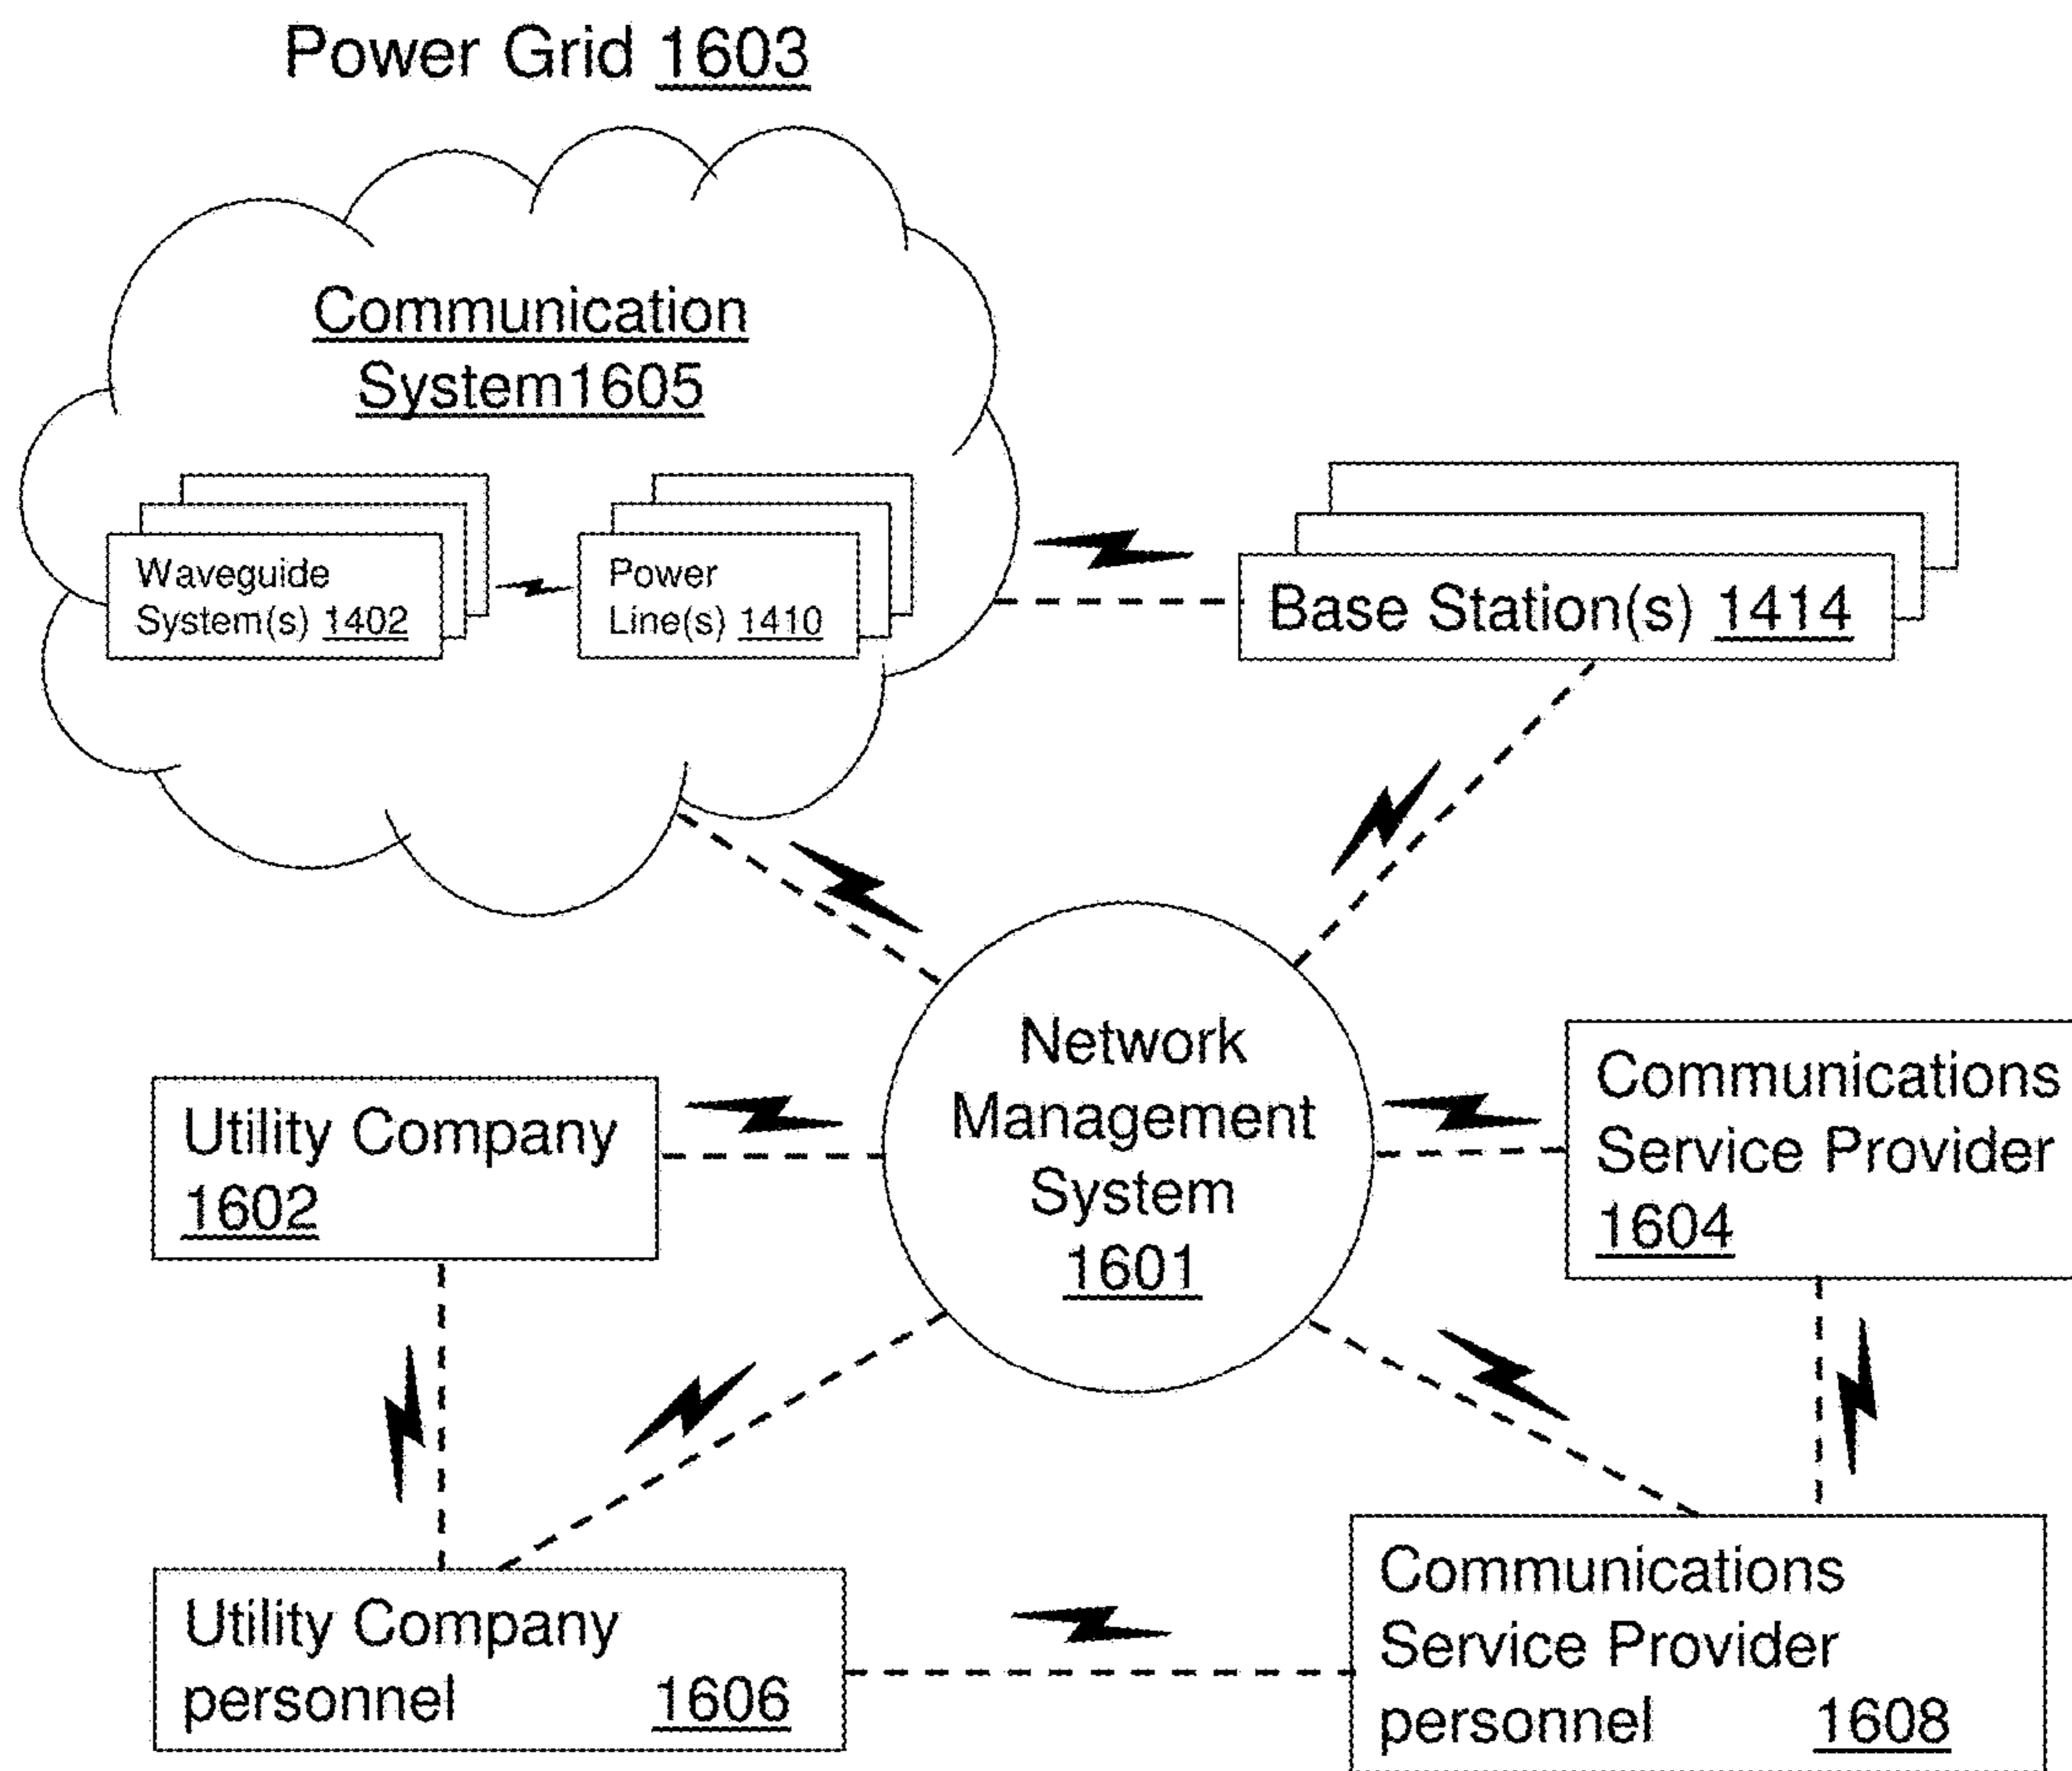 Power Grid 1603
Communication
System1605
Waveguide
System(s) 1402
Power
Line(s) 1410
Base Station(s) 1414
Network
Management
System
1601
Utility Company
1602
Communications
Service Provider
1604
Utility Company
personnel 1606
Communications
Service Provider
personnel 1608